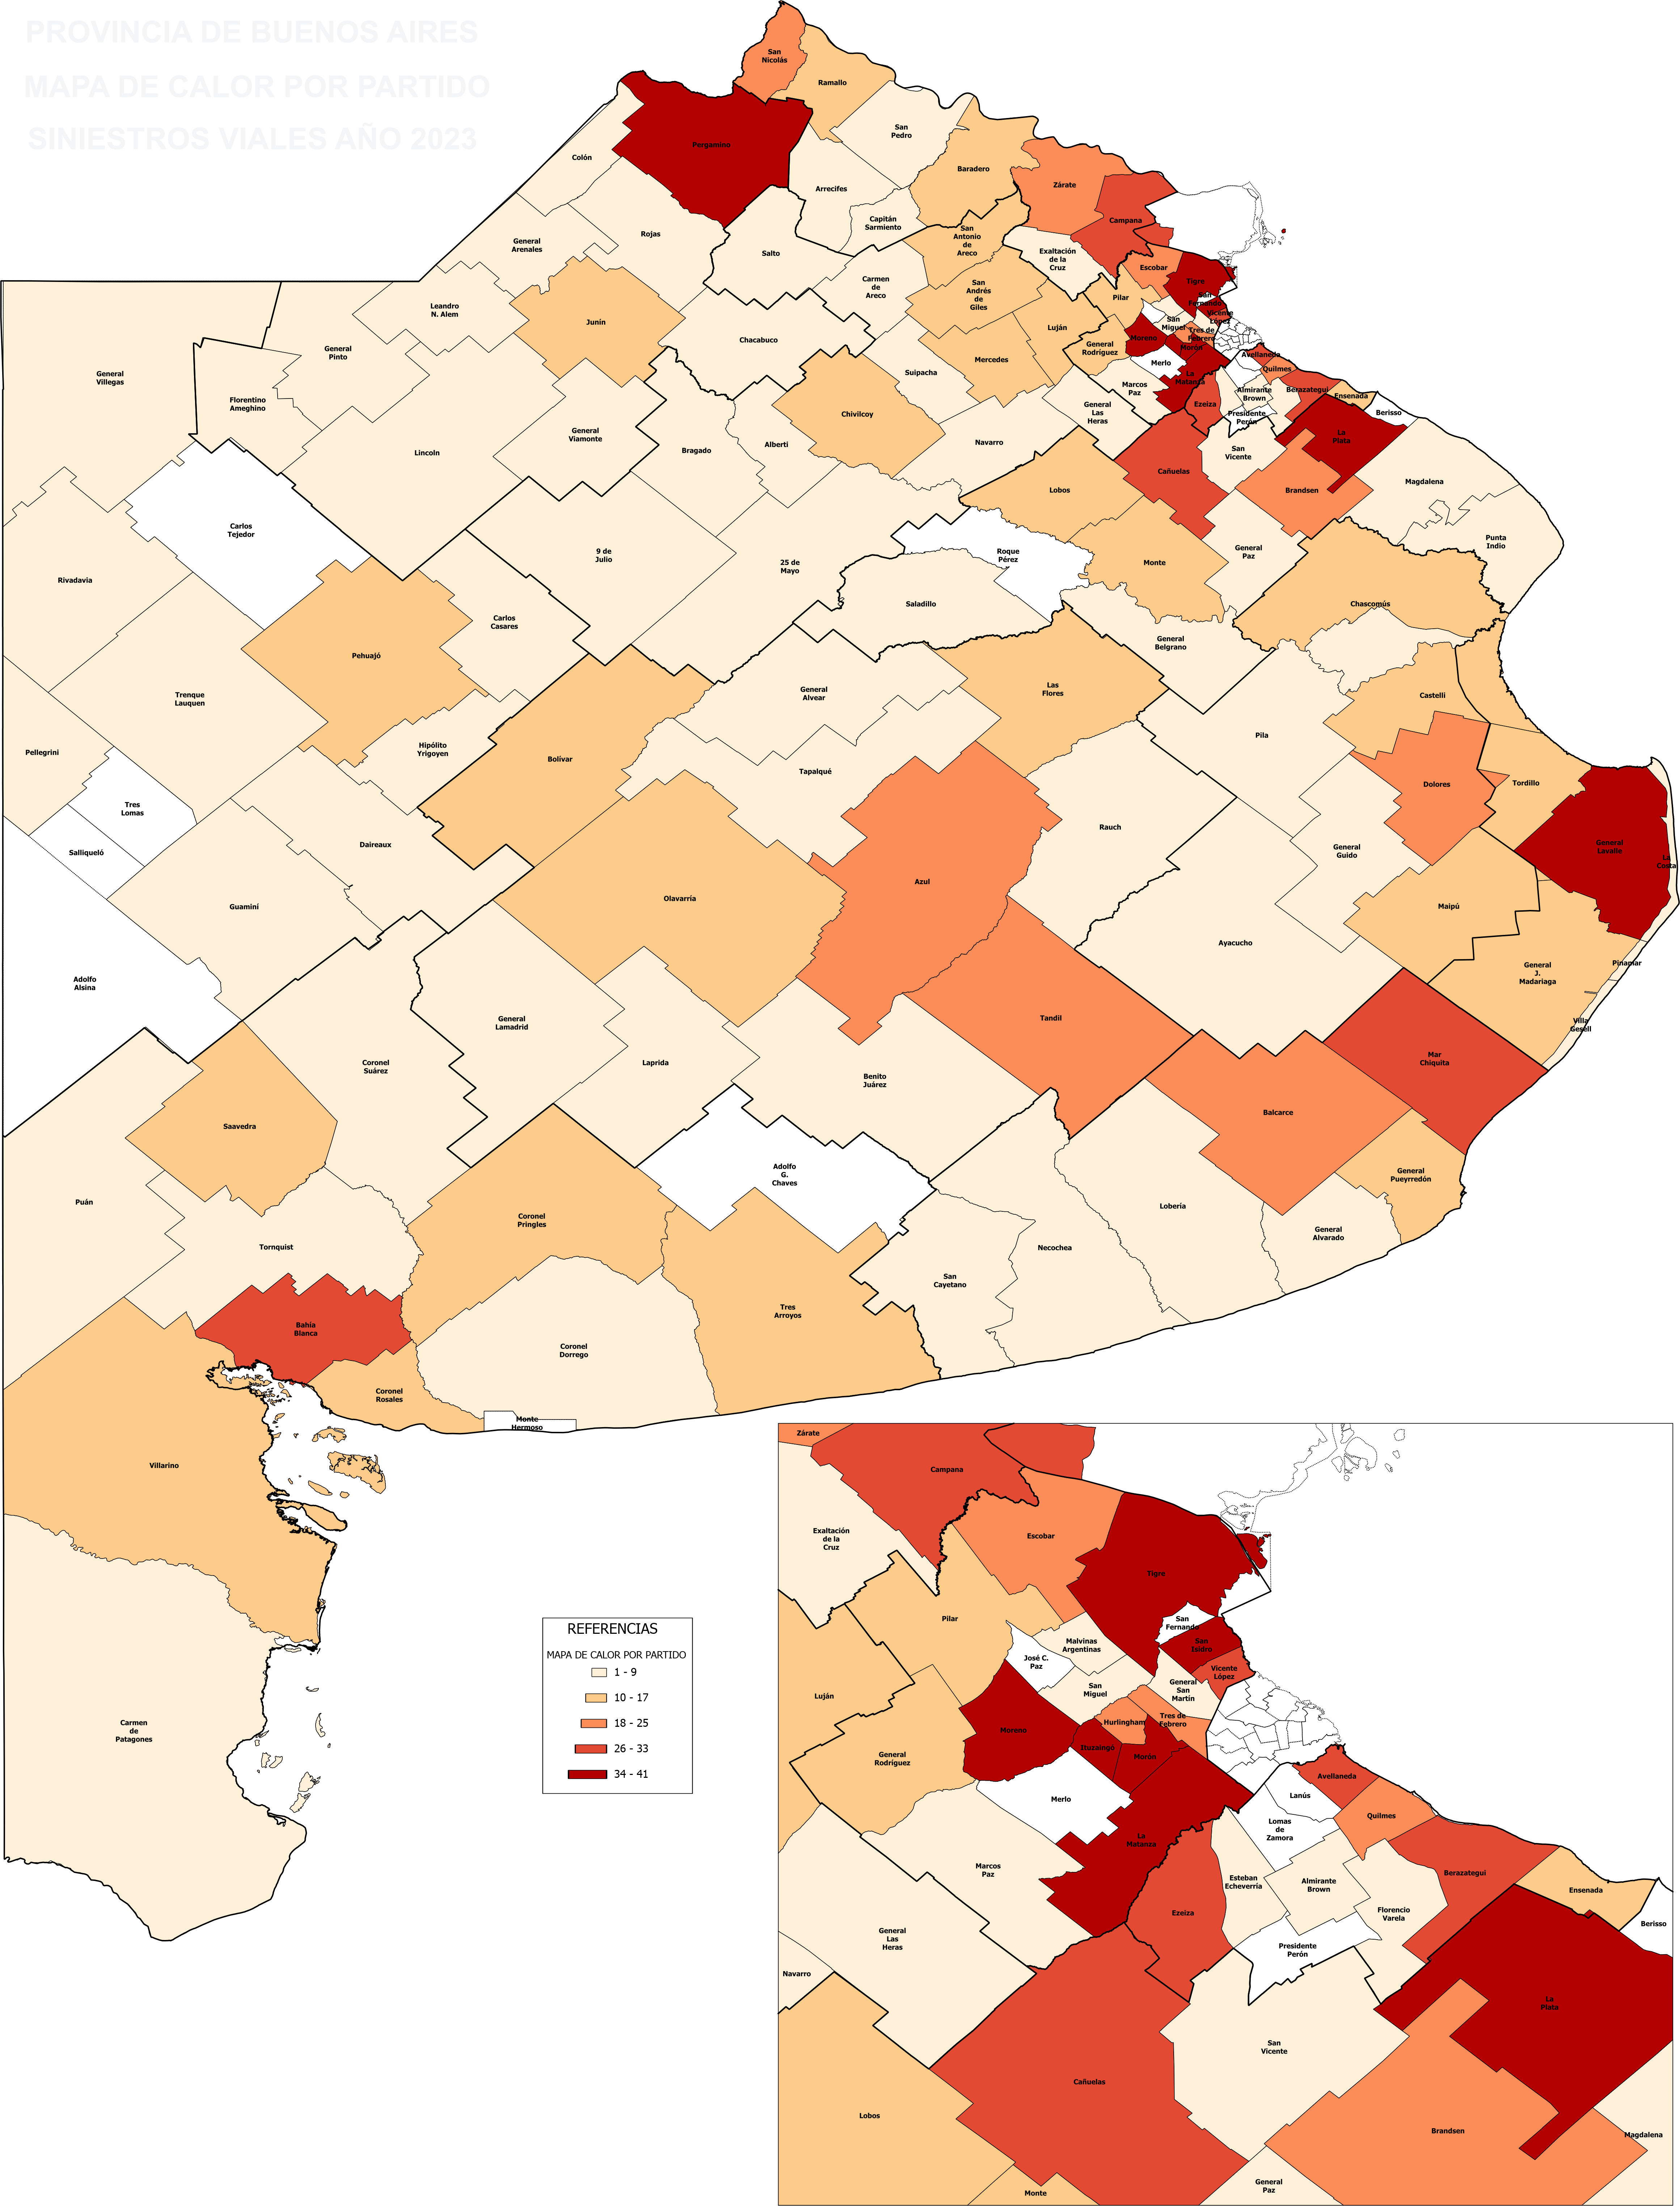 PROVINCIA DE BUENOS AIRES
MAPA DE CALOR POR PARTIDO
SINIESTROS VIALES AÑO 2023
San
Nicolás
Ramallo
San
Pedro
Pergamino
Colón
Baradero
Arrecifes
Zárate
Capitán
Sarmiento
Campana
Rojas
General
Arenales
San
Antonio
de
Areco
Salto
Exaltación
de la
Cruz
Escobar
Carmen
de
Areco
San
Andrés
de
Giles
Tigre
Pilar
San
Fernando
Leandro
N. Alem
Vicente
López
San
Miguel
Junín
Luján
Tres de
Febrero
Moreno
Chacabuco
Morón
General
Rodríguez
General
Pinto
Avellaneda
Mercedes
Merlo
Quilmes
Suipacha
General
Villegas
La
Matanza
Marcos
Paz
Almirante
Brown
Berazategui
Ensenada
Florentino
Ameghino
Ezeiza
General
Las
Heras
Berisso
Chivilcoy
Presidente
Perón
General
Viamonte
La
Plata
Alberti
Navarro
Bragado
Lincoln
San
Vicente
Cañuelas
Magdalena
Lobos
Brandsen
Carlos
Tejedor
Punta
Indio
9 de
Julio
Roque
Pérez
General
Paz
25 de
Mayo
Monte
Rivadavia
Saladillo
Chascomús
Carlos
Casares
General
Belgrano
Pehuajó
Las
Flores
General
Alvear
Trenque
Lauquen
Castelli
Pila
Hipólito
Yrigoyen
Pellegrini
Bolívar
Tapalqué
Dolores
Tordillo
Tres
Lomas
Rauch
Daireaux
General
Lavalle
General
Guido
Salliqueló
La
Costa
Azul
Olavarría
Guaminí
Maipú
Ayacucho
Pinamar
General
J.
Madariaga
Adolfo
Alsina
Tandil
General
Lamadrid
Villa
Gesell
Mar
Chiquita
Coronel
Suárez
Laprida
Benito
Juárez
Balcarce
Saavedra
Adolfo
G.
Chaves
General
Pueyrredón
Puán
Lobería
Coronel
Pringles
General
Alvarado
Tornquist
Necochea
San
Cayetano
Tres
Arroyos
Bahía
Blanca
Coronel
Dorrego
Coronel
Rosales
Monte
Hermoso
Villarino
Carmen
de
Patagones
REFERENCIAS
MAPA DE CALOR POR PARTIDO
1 - 9
10 - 17
18 - 25
26 - 33
34 - 41
Zárate
Campana
Exaltación
de la
Cruz
Escobar
Tigre
Pilar
San
Fernando
Malvinas
Argentinas
San
Isidro
José C.
Paz
Vicente
López
San
Miguel
General
San
Martín
Luján
Hurlingham
Tres de
Febrero
Moreno
Ituzaingó
Morón
General
Rodríguez
Avellaneda
Lanús
Merlo
Quilmes
Lomas
de
Zamora
La
Matanza
Marcos
Paz
Berazategui
Esteban
Echeverría
Almirante
Brown
Ensenada
Florencio
Varela
Ezeiza
Berisso
General
Las
Heras
Presidente
Perón
Navarro
La
Plata
San
Vicente
Cañuelas
Lobos
Brandsen
Magdalena
General
Paz
Monte